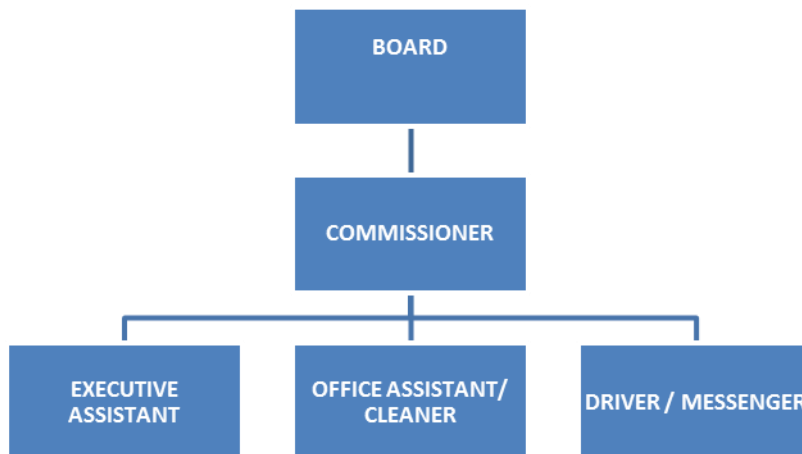 BOARD
COMMISSIONER
EXECUTIVE
ASSISTANT
OFFICE ASSISTANT/
CLEANER
DRIVER / MESSENGER